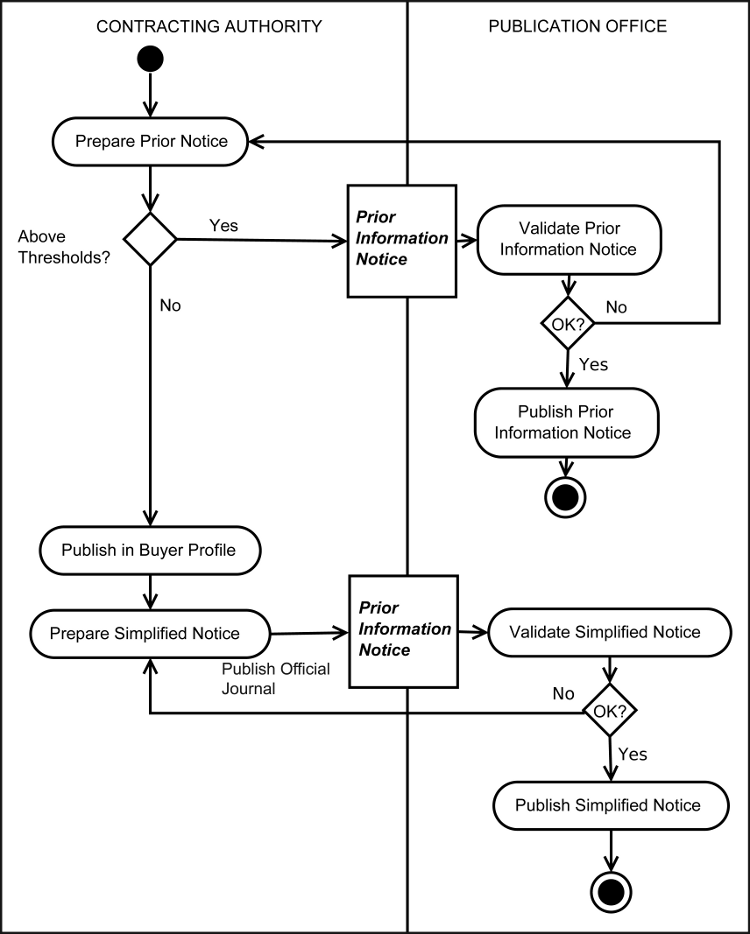 CONTRACTING AUTHORITY
PUBLICATION OFFICE
Prepare Prior Notice
Above
Thresholds?
Yes
Prior
Information
Notice
Validate Prior
Information Notice
No
OK?
No
Yes
Publish Prior
Information Notice
Publish in Buyer Profile
Prepare Simplified Notice
Publish Official
Journal
Prior
Information
Notice
Validate Simplified Notice
No
OK?
Yes
Publish Simplified Notice